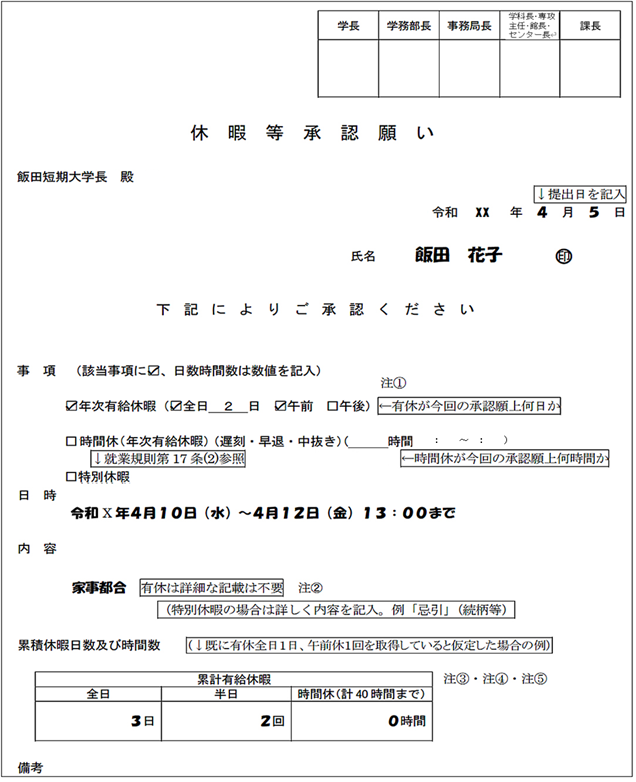 学長 学務部長 事務局長 学科長・専攻主任・館長・センター長 課長
休暇等承認願い
飯田短期大学長 殿
↓提出日を記入
令和 XX 年 4 月 5 日
氏名 飯田 花子 ㊞
下記によりご承認ください
事 項 (該当事項に☑、日数時間数は数値を記入)
注①
☑年次有給休暇(☑全日 2 日 ☑午前 □午後) ←有休が今回の承認願上何日か
□時間休(年次有給休暇)(遅刻・早退・中抜き)(______時間 : ~ : )
↓就業規則第17条⑵参照 ←時間休が今回の承認願上何時間か
□特別休暇
日 時
令和X年4月10日(水)~4月12日(金)13:00まで
内 容
家事都合 有休は詳細な記載は不要 注②
(特別休暇の場合は詳しく内容を記入。例「忌引」(続柄等)
累積休暇日数及び時間数 (↓既に有休全日1日、午前休1回を取得していると仮定した場合の例)
累計有給休暇 注③・注④・注⑤
全日 半日 時間休(計40時間まで)
3日 2回 0時間
備考